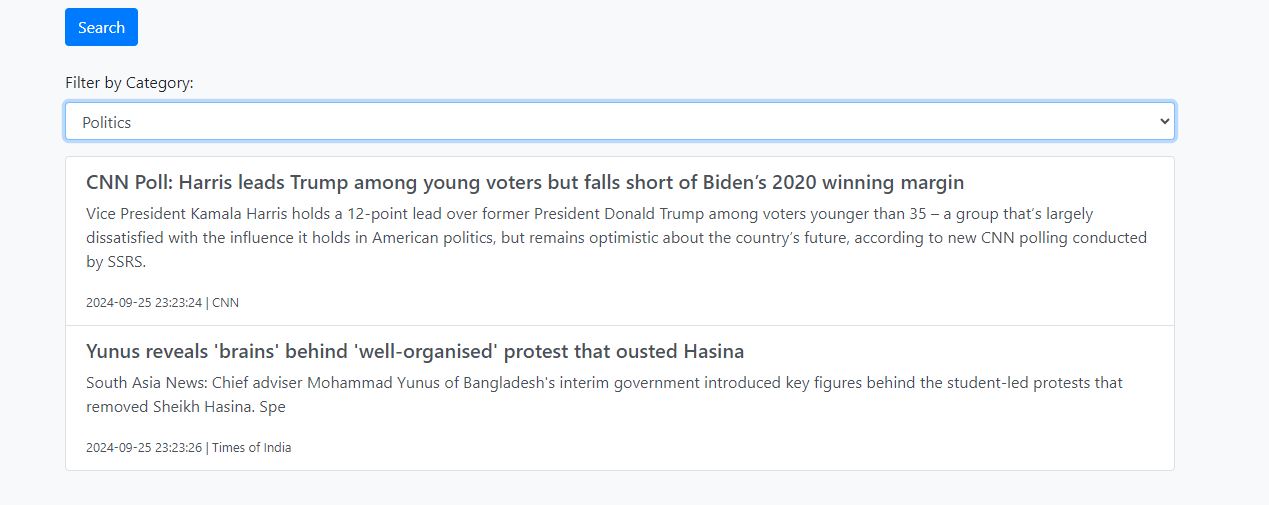 Search
Filter by Category:
Politics
CNN Poll: Harris leads Trump among young voters but falls short of Biden’s 2020 winning margin
Vice President Kamala Harris holds a 12-point lead over former President Donald Trump among voters younger than 35 – a group that’s largely
dissatisfied with the influence it holds in American politics, but remains optimistic about the country’s future, according to new CNN polling conducted
by SSRS.
2024-09-25 23:23:24 | CNN
Yunus reveals 'brains' behind 'well-organised' protest that ousted Hasina
South Asia News: Chief adviser Mohammad Yunus of Bangladesh's interim government introduced key figures behind the student-led protests that
removed Sheikh Hasina. Spe
2024-09-25 23:23:26 | Times of India